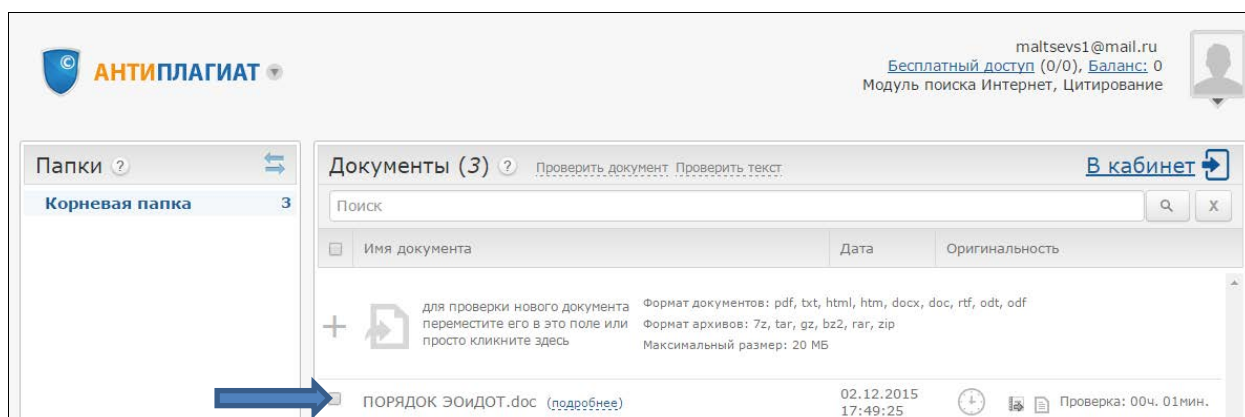 ©
АНТИПЛАГИАТ
maltsevs1@mail.ru
Бесплатный доступ (0/0), Баланс: 0
Модуль поиска Интернет, Цитирование
Папки ?
Корневая папка 3
Документы (3) ? Проверить документ Проверить текст В кабинет
Поиск X
Имя документа Дата Оригинальность
для проверки нового документа
переместите его в это поле или
просто кликните здесь
Формат документов: pdf, txt, html, htm, docx, doc, rtf, odt, odf
Формат архивов: 7z, tar, gz, bz2, rar, zip
Максимальный размер: 20 МБ
ПОРЯДОК ЭОиДОТ.doc (подробнее) 02.12.2015
17:49:25
Проверка: 00ч. 01мин.